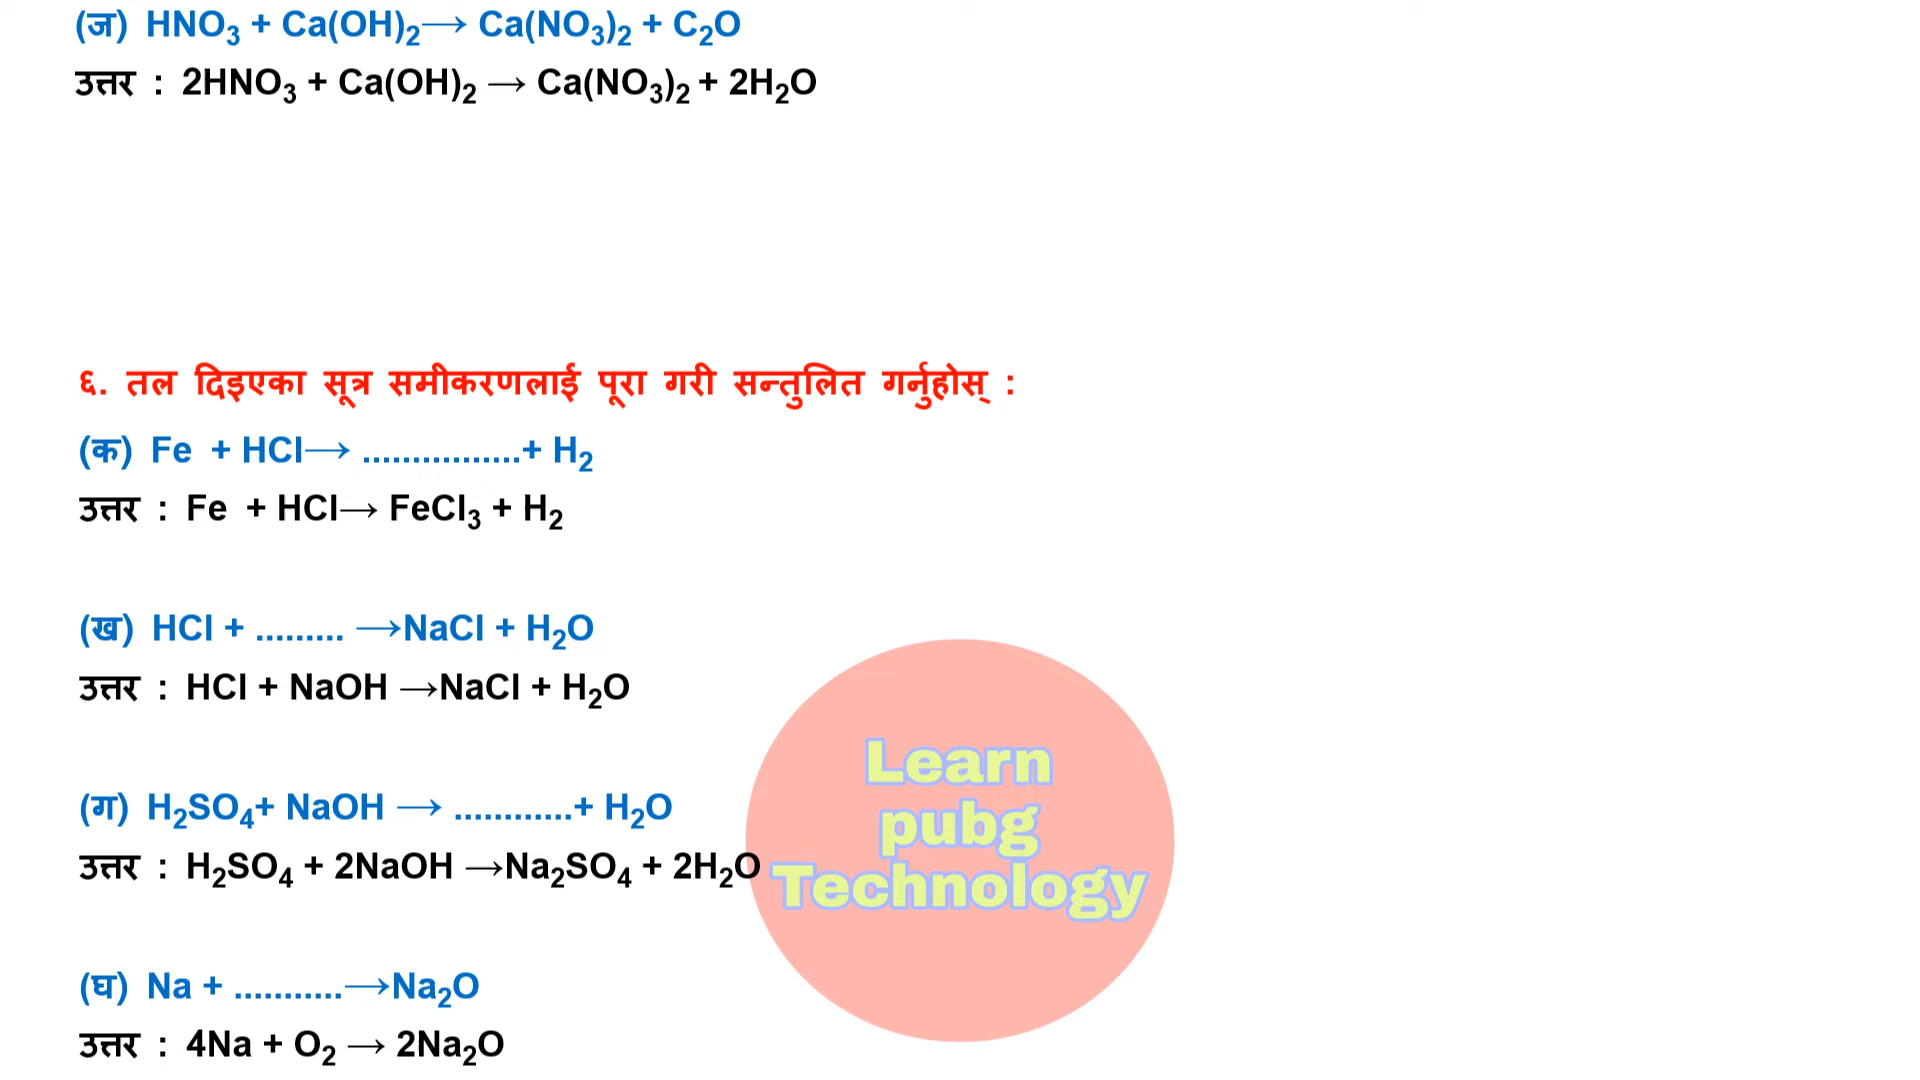 (ज) HNO₃ + Ca(OH)₂⟶ Ca(NO₃)₂ + C₂O
उत्तर : 2HNO₃ + Ca(OH)₂ → Ca(NO₃)₂ + 2H₂O
६. तल दिइएका सूत्र समीकरणलाई पूरा गरी सन्तुलित गर्नुहोस् :
(क) Fe + HCl⟶ ................+ H₂
उत्तर : Fe + HCl→ FeCl₃ + H₂
(ख) HCl + ......... ⟶NaCl + H₂O
उत्तर : HCl + NaOH →NaCl + H₂O
(ग) H₂SO₄+ NaOH ⟶ ............+ H₂O
उत्तर : H₂SO₄ + 2NaOH →Na₂SO₄ + 2H₂O
(घ) Na + ...........⟶Na₂O
उत्तर : 4Na + O₂ → 2Na₂O
Learn
pubg
Technology